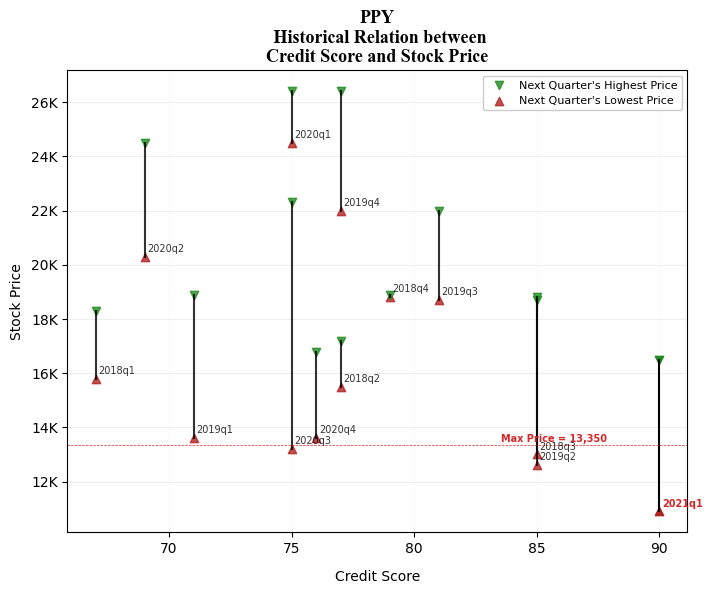 PPY
Historical Relation between
Credit Score and Stock Price
Next Quarter's Highest Price
Next Quarter's Lowest Price
26K
24K
22K
20K
18K
16K
14K
12K
Stock Price
2020q1
2019q4
2020q2
2018q4
2019q3
2018q1
2018q2
2019q1
2020q4
2020q3
Max Price = 13,350
2018q3
2019q2
2021q1
70
75
80
85
90
Credit Score